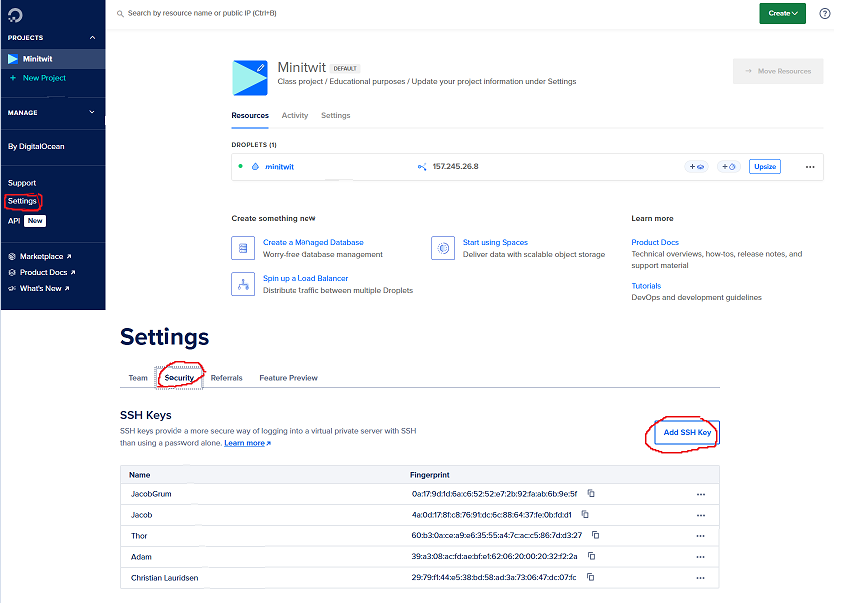 Search by resource name or public IP (Ctrl+B)
Create
?
PROJECTS
Minitwit
+ New Project
MANAGE
By DigitalOcean
Support
Settings
API New
Marketplace
Product Docs
What's New
Minitwit DEFAULT
Class project / Educational purposes / Update your project information under Settings
→ Move Resources
Resources Activity Settings
DROPLETS (1)
minitwit 157.245.26.8 Upsize
Create something new
Create a Managed Database
Worry-free database management
Start using Spaces
Deliver data with scalable object storage
Spin up a Load Balancer
Distribute traffic between multiple Droplets
Learn more
Product Docs
Technical overviews, how-tos, release notes, and
support material
Tutorials
DevOps and development guidelines
Settings
Team Security Referrals Feature Preview
SSH Keys
SSH keys provide a more secure way of logging into a virtual private server with SSH
than using a password alone. Learn more
Add SSH Key
Name Fingerprint
JacobGrum 0a:17:9d:1d:6a:c6:52:52:e7:2b:92:fa:ab:6b:9e:5f
Jacob 4a:0d:17:8f:c8:76:91:dc:6c:88:64:37:fe:0b:fd:d1
Thor 60:b3:0a:ce:a9:e6:35:55:a4:7c:ac:c5:86:7d:d3:27
Adam 39:a3:08:ac:fd:ae:bf:e1:62:06:20:00:20:32:f2:2a
Christian Lauridsen 29:79:f1:44:e5:38:bd:58:ad:3a:73:06:47:dc:07:fc